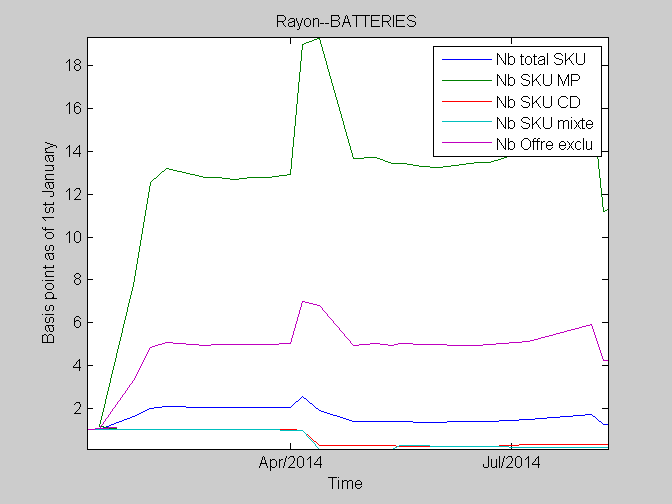 Rayon--BATTERIES
Nb total SKU
Nb SKU MP
Nb SKU CD
Nb SKU mixte
Nb Offre exclu
18
16
14
12
10
8
6
4
2
Basis point as of 1st January
Apr/2014
Jul/2014
Time